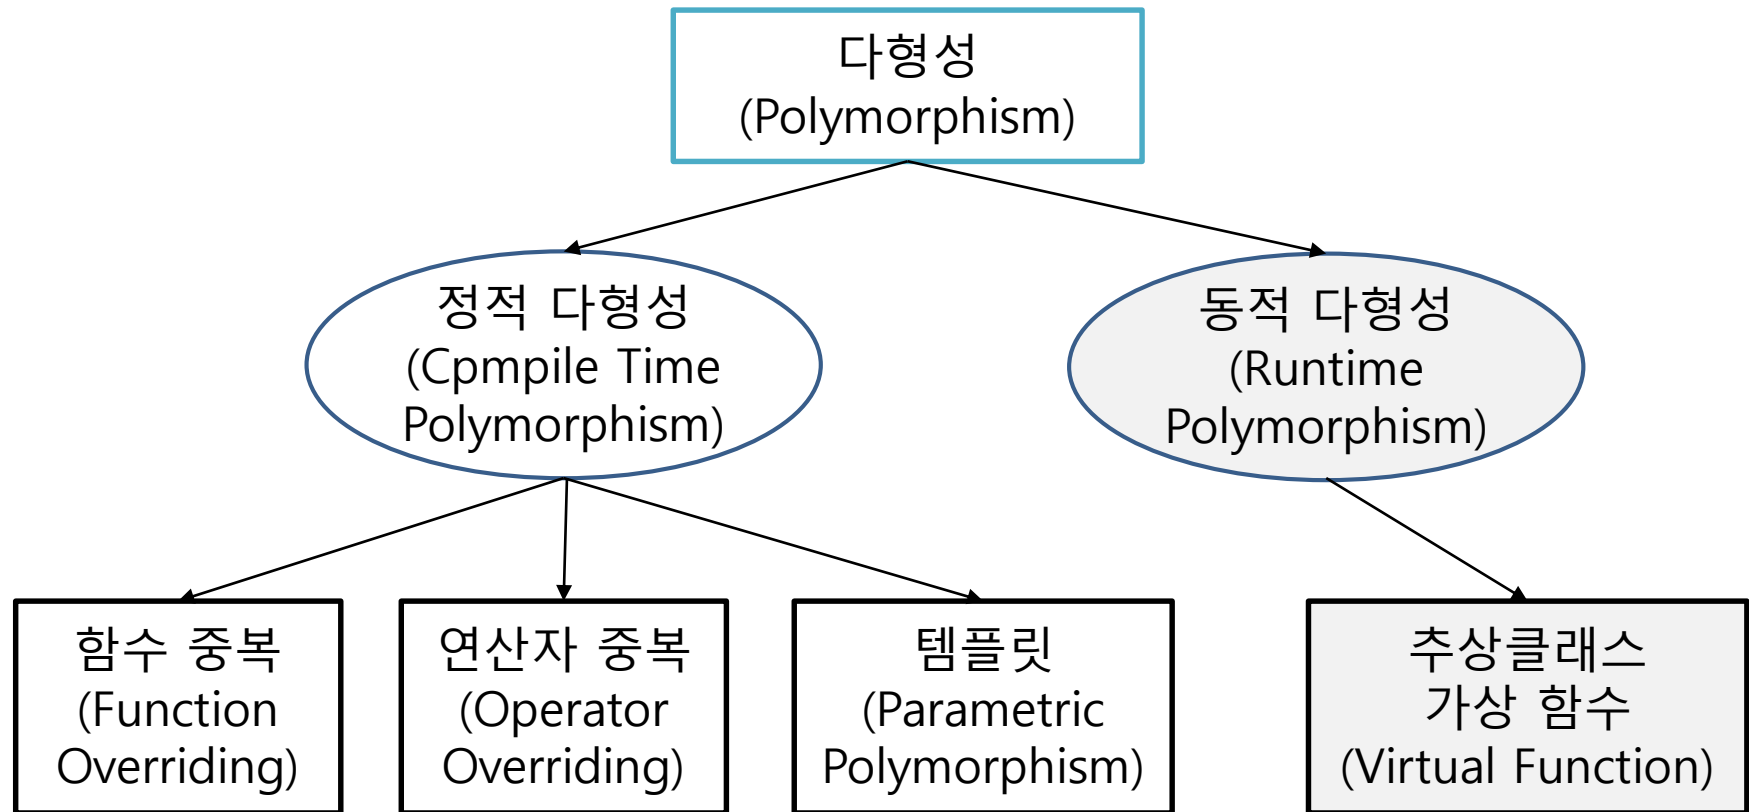 다형성
(Polymorphism)
정적 다형성
(Cpmpile Time
Polymorphism)
동적 다형성
(Runtime
Polymorphism)
함수 중복
(Function
Overriding)
연산자 중복
(Operator
Overriding)
템플릿
(Parametric
Polymorphism)
추상클래스
가상 함수
(Virtual Function)